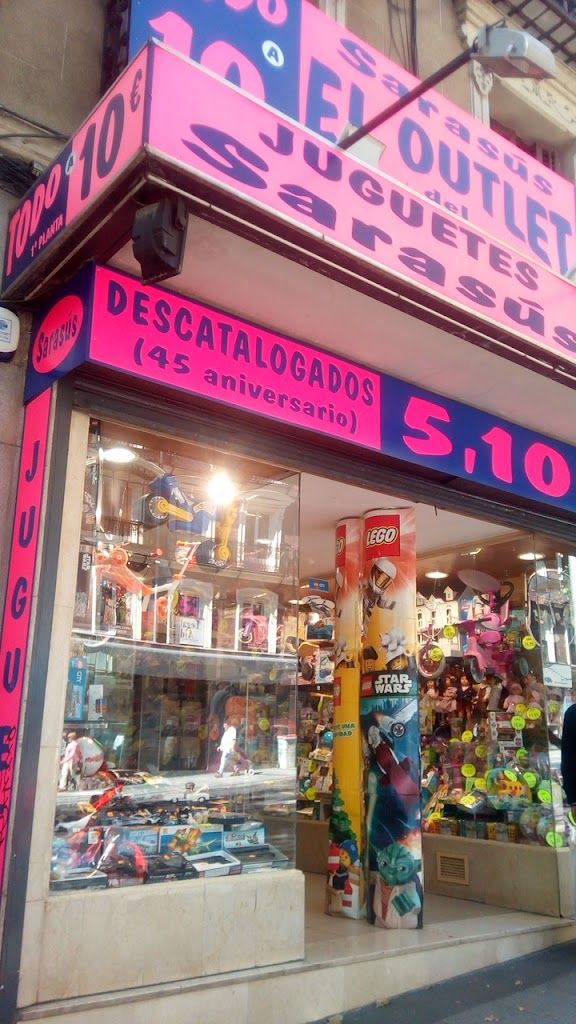 TODO
A
10
Sarasús
EL OUTLET
del
TODO A 10€
1ª PLANTA
JUGUETES
Sarasús
Sarasús
DESCATALOGADOS
(45 aniversario)
5,10
JUGU
LEGO
STAR WARS